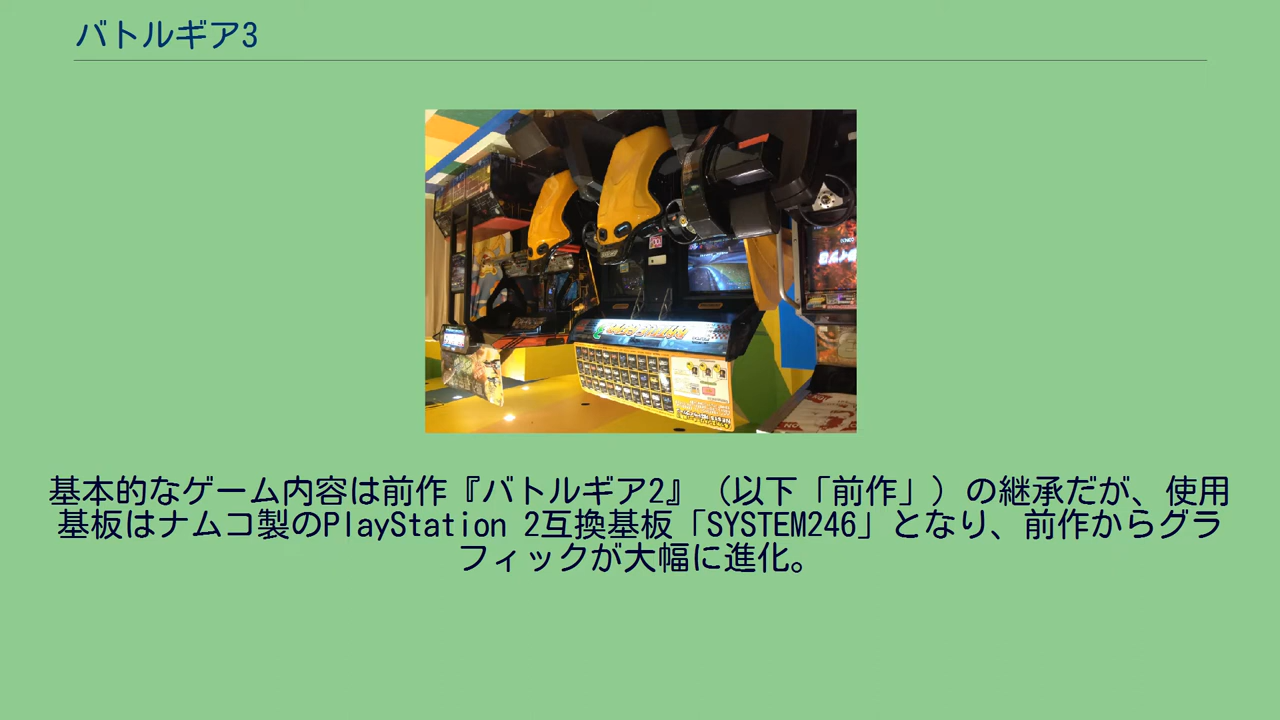 バトルギア3
基本的なゲーム内容は前作『バトルギア2』（以下「前作」）の継承だが、使用
基板はナムコ製のPlayStation 2互換基板「SYSTEM246」となり、前作からグラ
フィックが大幅に進化。